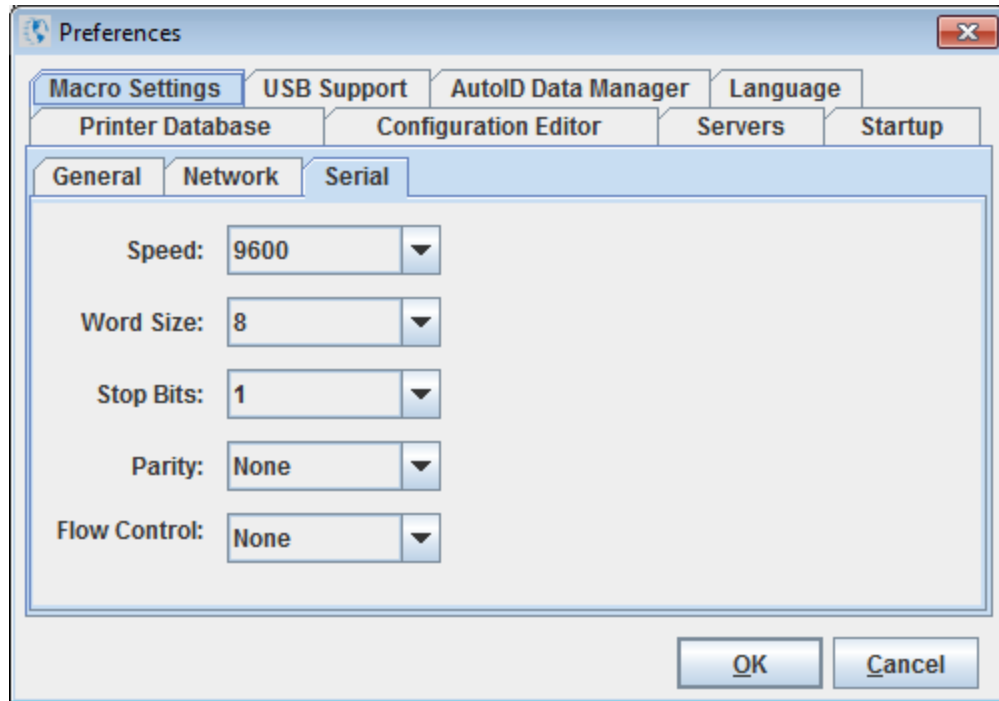 Preferences
Macro Settings USB Support AutoID Data Manager Language
Printer Database Configuration Editor Servers Startup
General Network Serial
Speed: 9600
Word Size: 8
Stop Bits: 1
Parity: None
Flow Control: None
OK Cancel